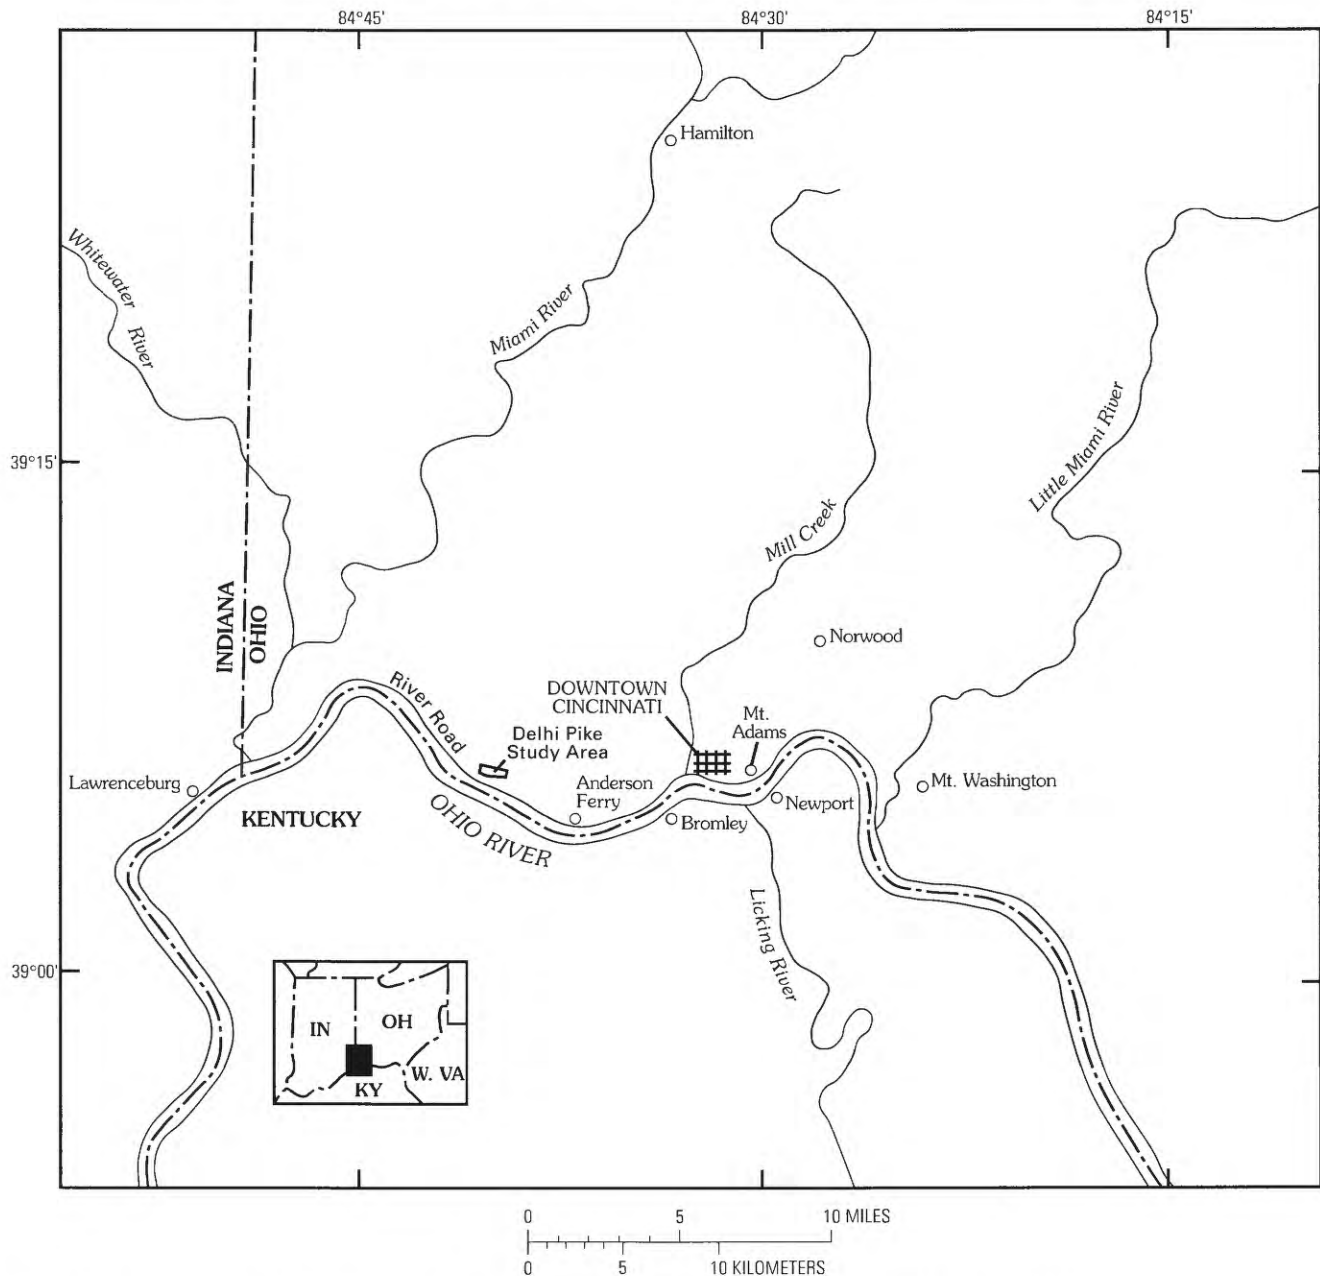 84°45'
84°30'
84°15'
Hamilton
Whitewater
River
Miami River
39°15'
Little Miami River
Mill Creek
INDIANA
OHIO
Norwood
River Road
DOWNTOWN
CINCINNATI
Mt.
Adams
Delhi Pike
Study Area
Lawrenceburg
Anderson
Ferry
Mt. Washington
KENTUCKY
OHIO RIVER
Bromley
Newport
Licking River
39°00'
IN
OH
W. VA
KY
0 5 10 MILES
0 5 10 KILOMETERS